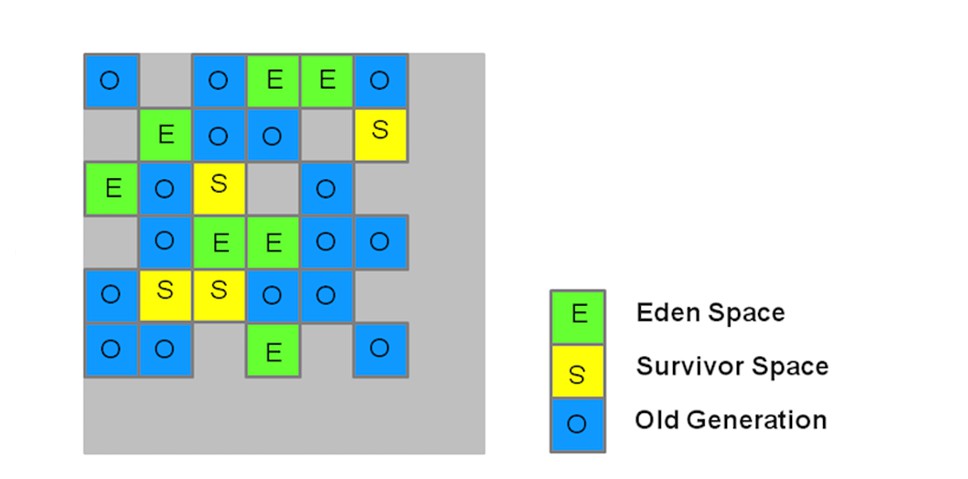 O O E E O
E O O S
E O S O
O E E O O
O S S O O
O O E O
E Eden Space
S Survivor Space
O Old Generation